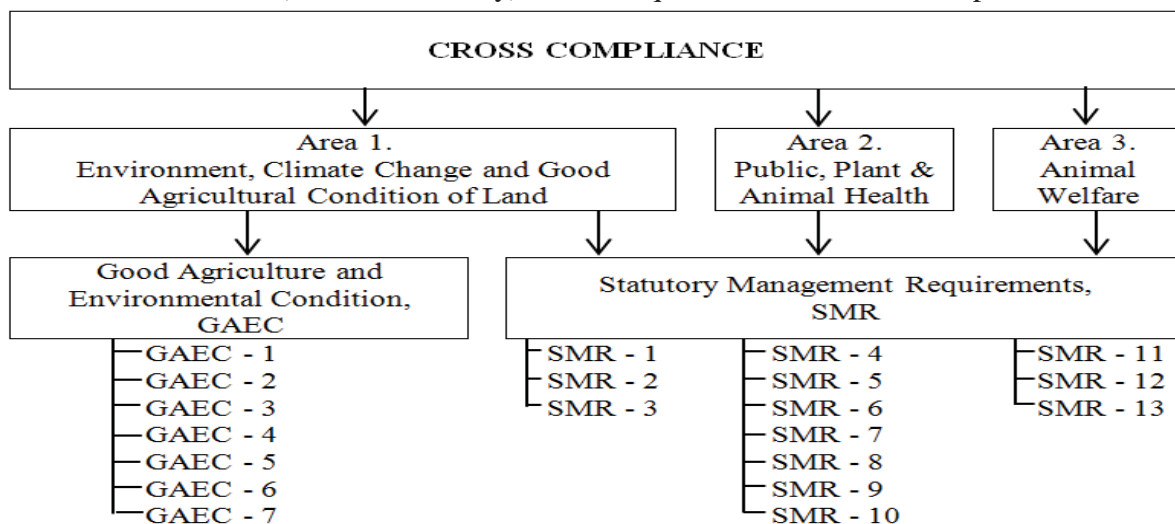 CROSS COMPLIANCE
Area 1.
Environment, Climate Change and Good
Agricultural Condition of Land
Area 2.
Public, Plant &
Animal Health
Area 3.
Animal
Welfare
Good Agriculture and
Environmental Condition,
GAEC
Statutory Management Requirements,
SMR
GAEC - 1
GAEC - 2
GAEC - 3
GAEC - 4
GAEC - 5
GAEC - 6
GAEC - 7
SMR - 1
SMR - 2
SMR - 3
SMR - 4
SMR - 5
SMR - 6
SMR - 7
SMR - 8
SMR - 9
SMR - 10
SMR - 11
SMR - 12
SMR - 13